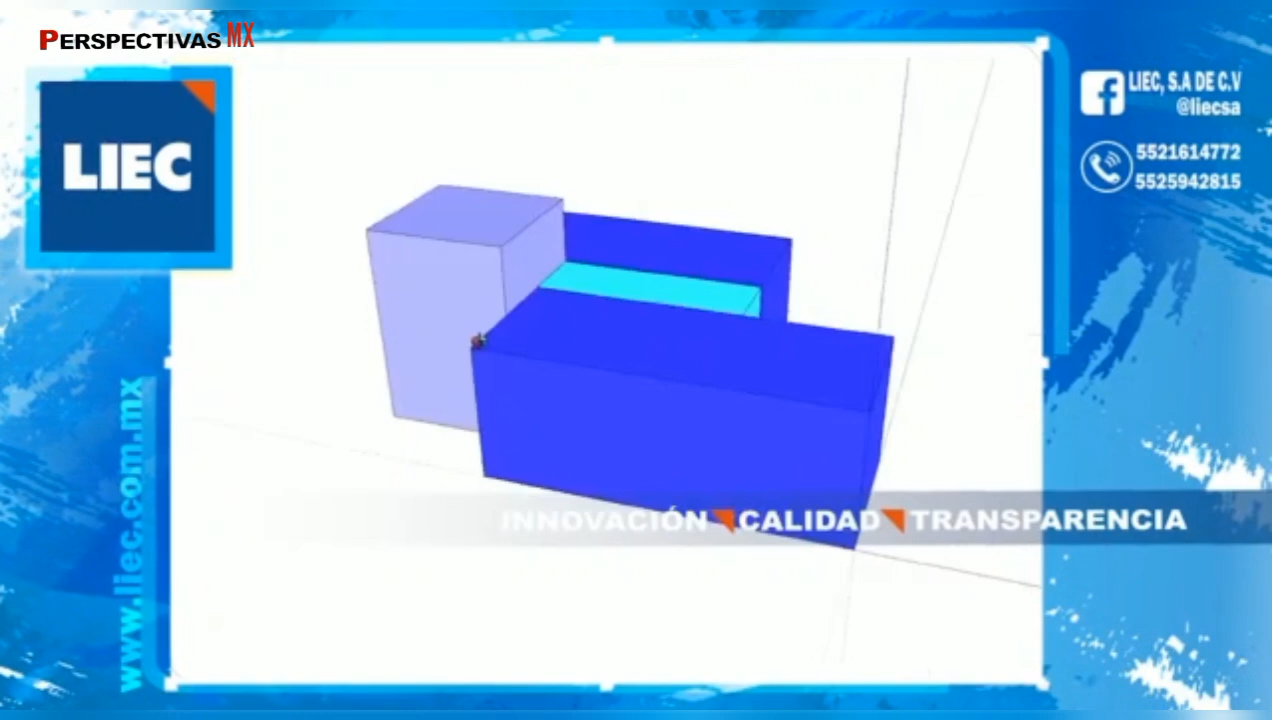 PERSPECTIVAS MX
LIEC
LIEC, S.A DE C.V
@liecsa
5521614772
5525942815
www.liec.com.mx
INNOVACIÓN CALIDAD TRANSPARENCIA